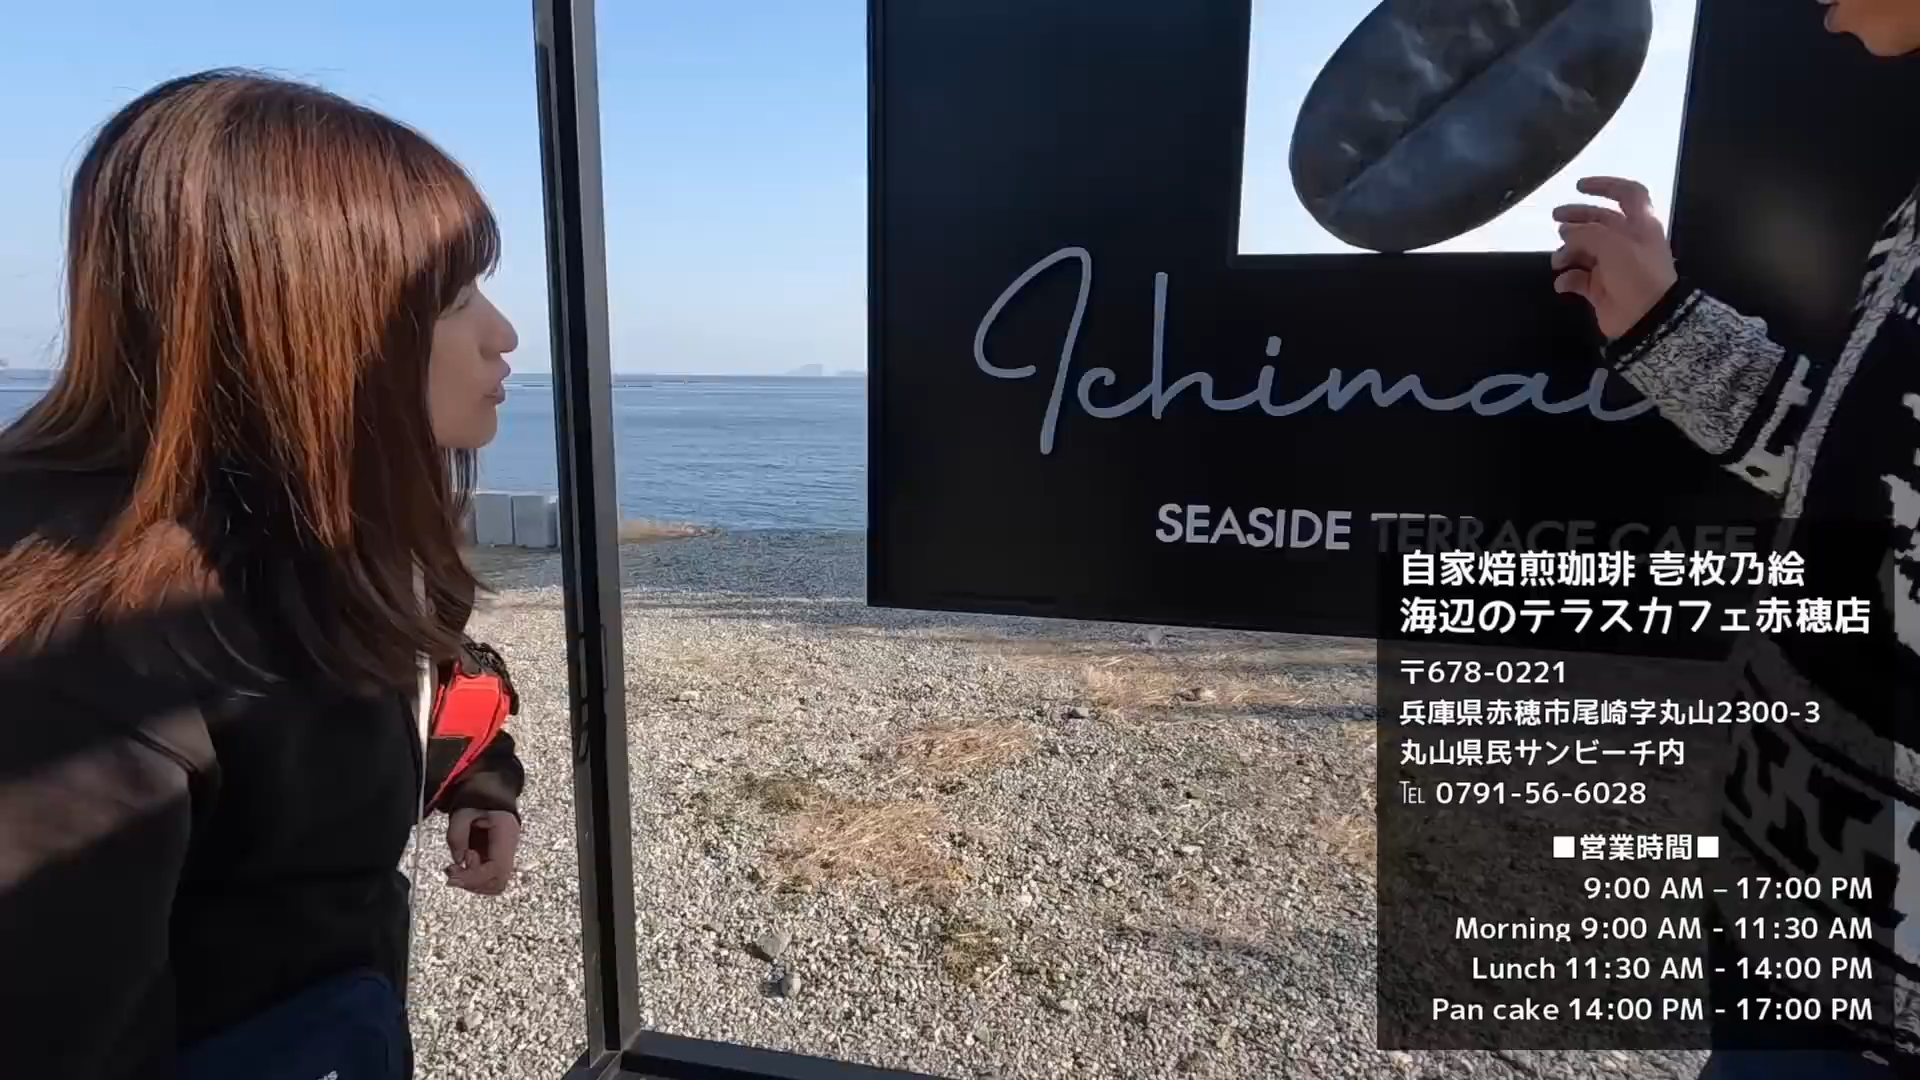 Ichimai
SEASIDE TERRACE CAFE
自家焙煎珈琲 壱枚乃絵
海辺のテラスカフェ赤穂店
〒678-0221
兵庫県赤穂市尾崎字丸山2300-3
丸山県民サンビーチ内
℡ 0791-56-6028
■営業時間■
9:00 AM – 17:00 PM
Morning 9:00 AM - 11:30 AM
Lunch 11:30 AM - 14:00 PM
Pan cake 14:00 PM - 17:00 PM